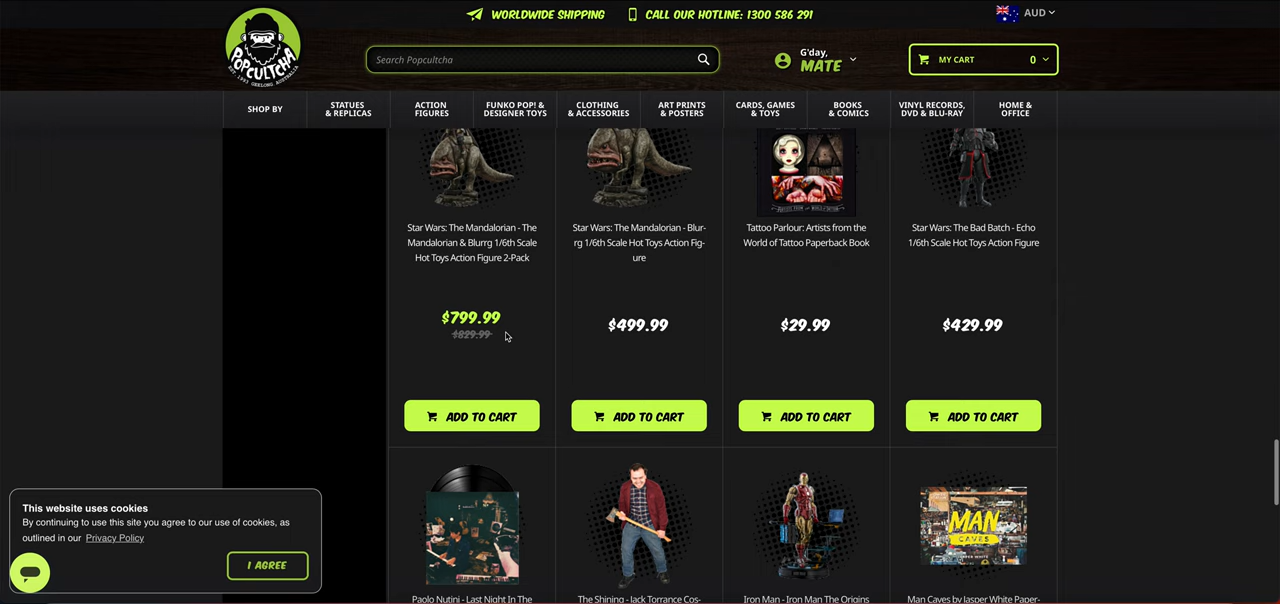 WORLDWIDE SHIPPING
CALL OUR HOTLINE: 1300 586 291
AUD
POPCULTCHA
EST. 1993 GEELONG AUSTRALIA
Search Popcultcha
G'day,
MATE
MY CART
0
SHOP BY
STATUES
& REPLICAS
ACTION
FIGURES
FUNKO POP! &
DESIGNER TOYS
CLOTHING
& ACCESSORIES
ART PRINTS
& POSTERS
CARDS, GAMES
& TOYS
BOOKS
& COMICS
VINYL RECORDS,
DVD & BLU-RAY
HOME &
OFFICE
Star Wars: The Mandalorian - The
Mandalorian & Blurrg 1/6th Scale
Hot Toys Action Figure 2-Pack
$799.99
$829.99
ADD TO CART
Star Wars: The Mandalorian - Blur-
rg 1/6th Scale Hot Toys Action Fig-
ure
$499.99
ADD TO CART
Tattoo Parlour: Artists from the
World of Tattoo Paperback Book
$29.99
ADD TO CART
Star Wars: The Bad Batch - Echo
1/6th Scale Hot Toys Action Figure
$429.99
ADD TO CART
MAN
CAVES
Paolo Nutini - Last Night In The
The Shining - Jack Torrance Cos-
Iron Man - Iron Man The Origins
Man Caves by Jasper White Paper-
This website uses cookies
By continuing to use this site you agree to our use of cookies, as
outlined in our Privacy Policy
I AGREE